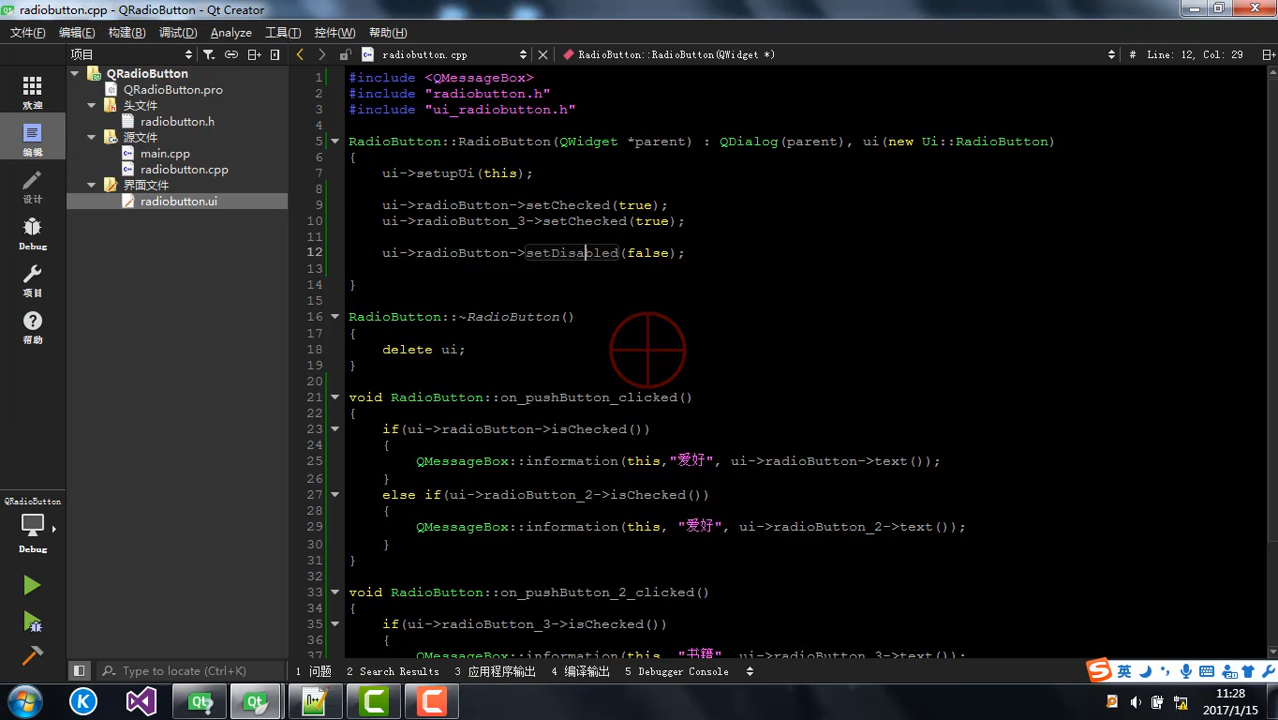 radiobutton.cpp - QRadioButton - Qt Creator
文件(F) 编辑(E) 构建(B) 调试(D) Analyze 工具(T) 控件(W) 帮助(H)
项目 radiobutton.cpp RadioButton::RadioButton(QWidget *) # Line: 12, Col: 29
欢迎
编辑
设计
Debug
项目
帮助
QRadioButton
Debug
QRadioButton
QRadioButton.pro
头文件
radiobutton.h
源文件
main.cpp
radiobutton.cpp
界面文件
radiobutton.ui
1 #include <QMessageBox>
2 #include "radiobutton.h"
3 #include "ui_radiobutton.h"
4
5 RadioButton::RadioButton(QWidget *parent) : QDialog(parent), ui(new Ui::RadioButton)
6 {
7 ui->setupUi(this);
8
9 ui->radioButton->setChecked(true);
10 ui->radioButton_3->setChecked(true);
11
12 ui->radioButton->setDisabled(false);
13
14 }
15
16 RadioButton::~RadioButton()
17 {
18 delete ui;
19 }
20
21 void RadioButton::on_pushButton_clicked()
22 {
23 if(ui->radioButton->isChecked())
24 {
25 QMessageBox::information(this,"爱好", ui->radioButton->text());
26 }
27 else if(ui->radioButton_2->isChecked())
28 {
29 QMessageBox::information(this, "爱好", ui->radioButton_2->text());
30 }
31 }
32
33 void RadioButton::on_pushButton_2_clicked()
34 {
35 if(ui->radioButton_3->isChecked())
36 {
37 QMessageBox::information(this, "书籍", ui->radioButton_3->text());
Type to locate (Ctrl+K) 1 问题 2 Search Results 3 应用程序输出 4 编译输出 5 Debugger Console
英
11:28
2017/1/15